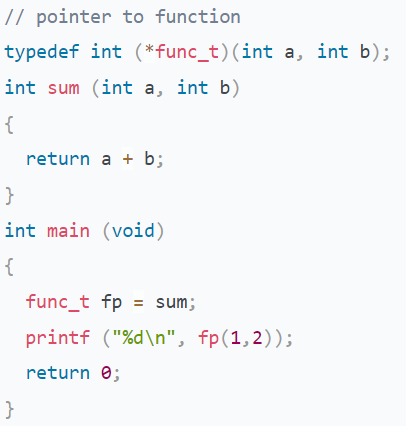 // pointer to function
typedef int (*func_t)(int a, int b);
int sum (int a, int b)
{
  return a + b;
}
int main (void)
{
  func_t fp = sum;
  printf ("%d\n", fp(1,2));
  return 0;
}